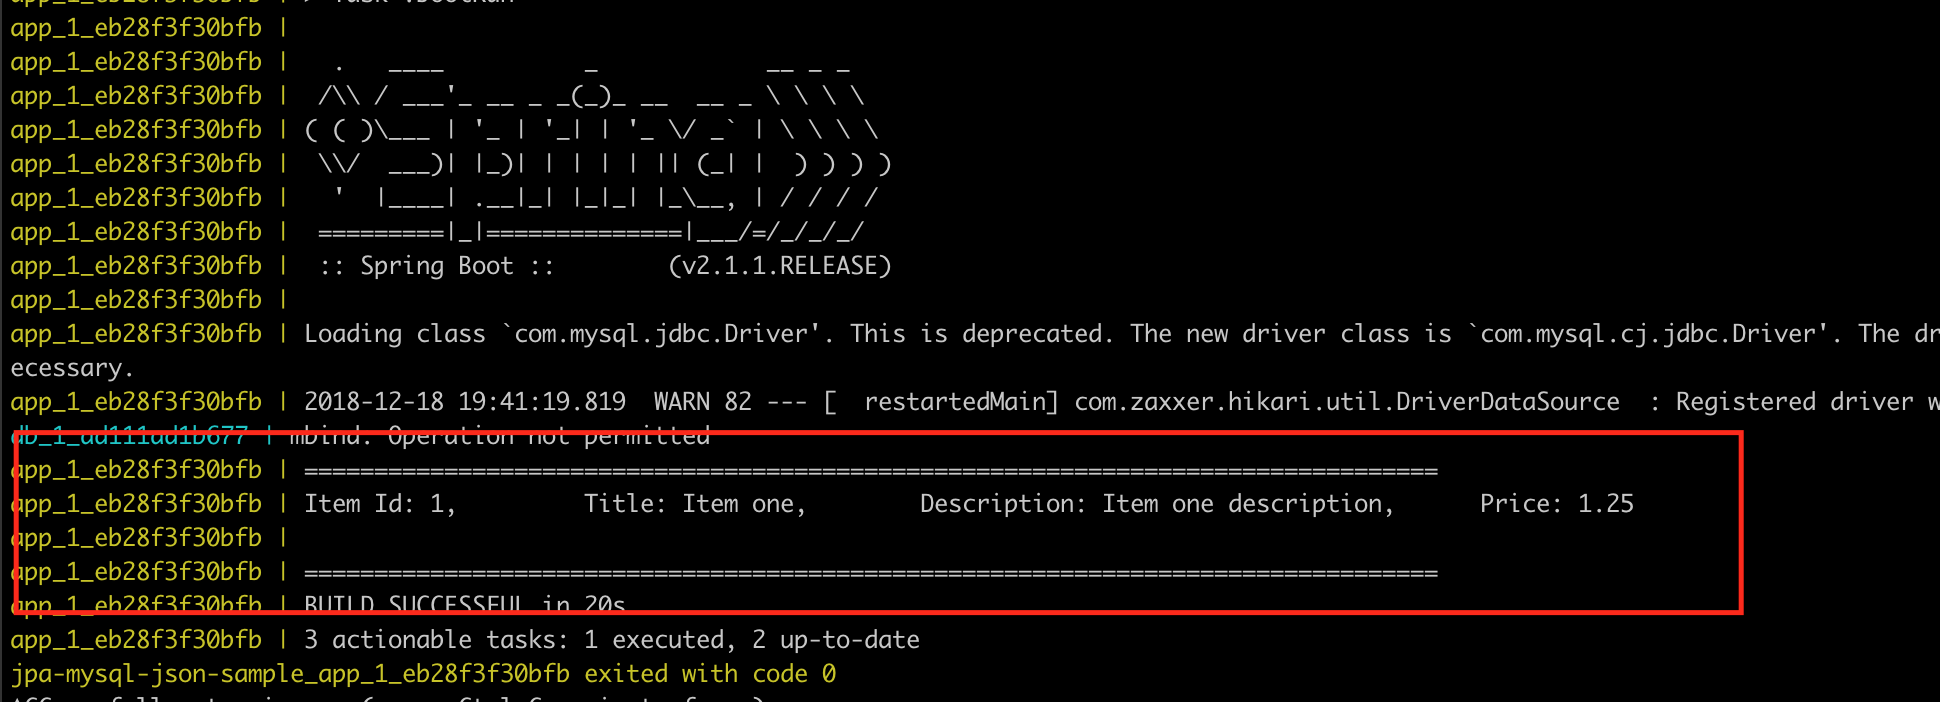 app_1_eb28f3f30bfb |
app_1_eb28f3f30bfb |   .   ____          _            __ _ _
app_1_eb28f3f30bfb |  /\\ / ___'_ __ _ _(_)_ __  __ _ \ \ \ \
app_1_eb28f3f30bfb | ( ( )\___ | '_ | '_| | '_ \/ _` | \ \ \ \
app_1_eb28f3f30bfb |  \\/  ___)| |_)| | | | | || (_| |  ) ) ) )
app_1_eb28f3f30bfb |   '  |____| .__|_| |_|_| |_\__, | / / / /
app_1_eb28f3f30bfb |  =========|_|==============|___/=/_/_/_/
app_1_eb28f3f30bfb |  :: Spring Boot ::        (v2.1.1.RELEASE)
app_1_eb28f3f30bfb |
app_1_eb28f3f30bfb | Loading class `com.mysql.jdbc.Driver'. This is deprecated. The new driver class is `com.mysql.cj.jdbc.Driver'. The dr
ecessary.
app_1_eb28f3f30bfb | 2018-12-18 19:41:19.819  WARN 82 --- [  restartedMain] com.zaxxer.hikari.util.DriverDataSource  : Registered driver w
db_1_ad111ad1b677 | mbind: Operation not permitted
app_1_eb28f3f30bfb | =================================================================================
app_1_eb28f3f30bfb | Item Id: 1,         Title: Item one,        Description: Item one description,      Price: 1.25
app_1_eb28f3f30bfb |
app_1_eb28f3f30bfb | =================================================================================
app_1_eb28f3f30bfb | BUILD SUCCESSFUL in 20s
app_1_eb28f3f30bfb | 3 actionable tasks: 1 executed, 2 up-to-date
jpa-mysql-json-sample_app_1_eb28f3f30bfb exited with code 0